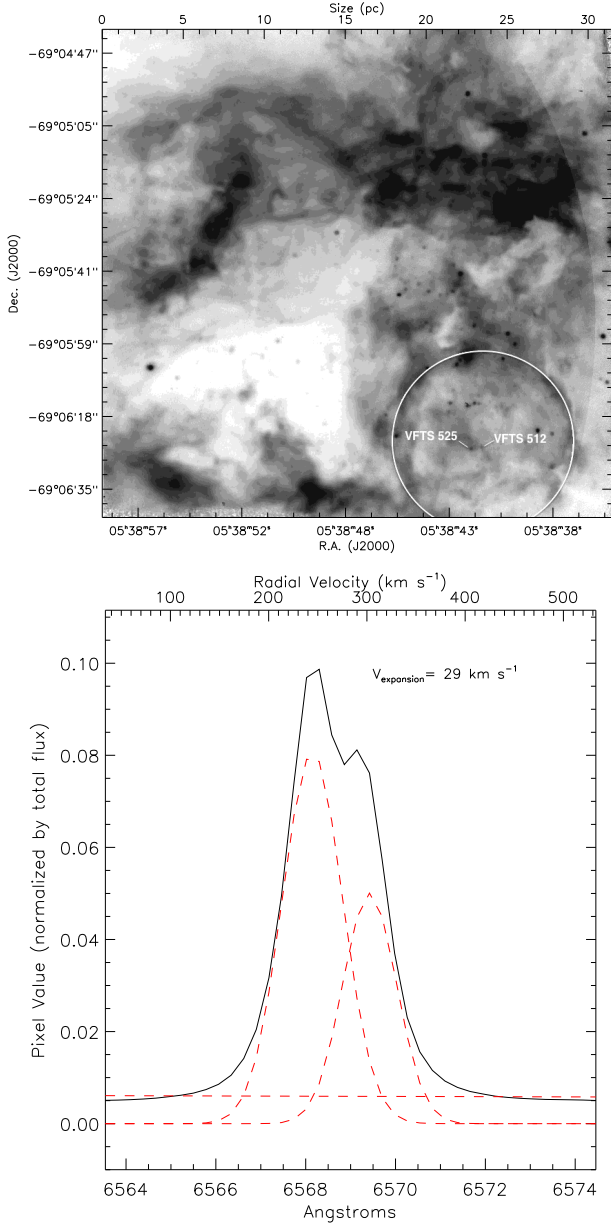 Size (pc)
0 5 10 15 20 25 30
−69°04'47"
−69°05'05"
−69°05'24"
−69°05'41"
−69°05'59"
−69°06'18"
−69°06'35"
Dec. (J2000)
VFTS 525 VFTS 512
05ʰ38ᵐ57ˢ 05ʰ38ᵐ52ˢ 05ʰ38ᵐ48ˢ 05ʰ38ᵐ43ˢ 05ʰ38ᵐ38ˢ
R.A. (J2000)
Radial Velocity (km s⁻¹)
100 200 300 400 500
V_expansion = 29 km s⁻¹
0.10
0.08
0.06
0.04
0.02
0.00
Pixel Value (normalized by total flux)
6564 6566 6568 6570 6572 6574
Angstroms